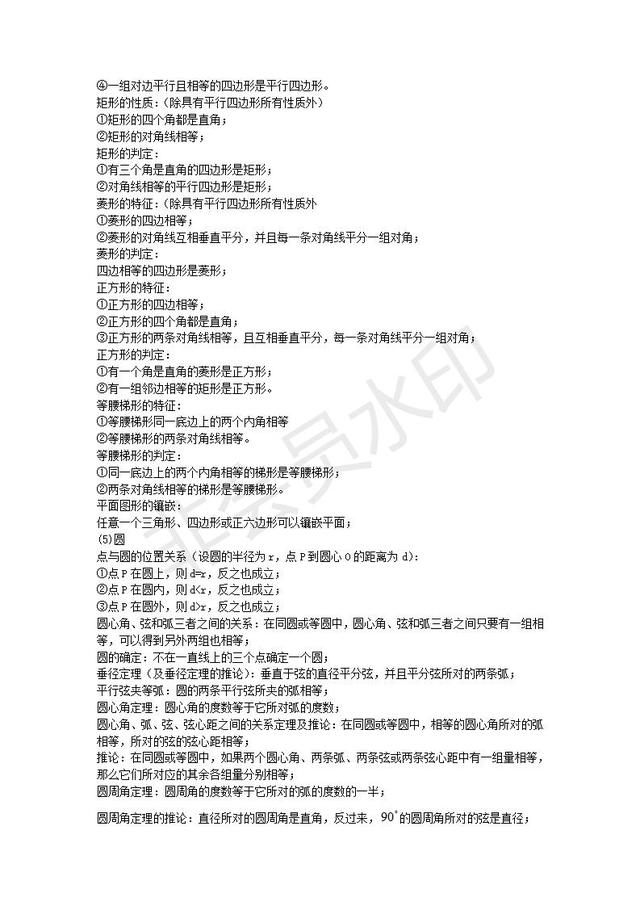 ④一组对边平行且相等的四边形是平行四边形。
矩形的性质:(除具有平行四边形所有性质外)
①矩形的四个角都是直角;
②矩形的对角线相等;
矩形的判定:
①有三个角是直角的四边形是矩形;
②对角线相等的平行四边形是矩形;
菱形的特征:(除具有平行四边形所有性质外
①菱形的四边相等;
②菱形的对角线互相垂直平分,并且每一条对角线平分一组对角;
菱形的判定:
四边相等的四边形是菱形;
正方形的特征:
①正方形的四边相等;
②正方形的四个角都是直角;
③正方形的两条对角线相等,且互相垂直平分,每一条对角线平分一组对角;
正方形的判定:
①有一个角是直角的菱形是正方形;
②有一组邻边相等的矩形是正方形。
等腰梯形的特征:
①等腰梯形同一底边上的两个内角相等
②等腰梯形的两条对角线相等。
等腰梯形的判定:
①同一底边上的两个内角相等的梯形是等腰梯形;
②两条对角线相等的梯形是等腰梯形。
平面图形的镶嵌:
任意一个三角形、四边形或正六边形可以镶嵌平面;
(5)圆
点与圆的位置关系(设圆的半径为r,点P到圆心O的距离为d):
①点P在圆上,则d=r,反之也成立;
②点P在圆内,则d<r,反之也成立;
③点P在圆外,则d>r,反之也成立;
圆心角、弦和弧三者之间的关系:在同圆或等圆中,圆心角、弦和弧三者之间只要有一组相
等,可以得到另外两组也相等;
圆的确定:不在一直线上的三个点确定一个圆;
垂径定理(及垂径定理的推论):垂直于弦的直径平分弦,并且平分弦所对的两条弧;
平行弦夹等弧:圆的两条平行弦所夹的弧相等;
圆心角定理:圆心角的度数等于它所对弧的度数;
圆心角、弧、弦、弦心距之间的关系定理及推论:在同圆或等圆中,相等的圆心角所对的弧
相等,所对的弦的弦心距相等;
推论:在同圆或等圆中,如果两个圆心角、两条弧、两条弦或两条弦心距中有一组量相等,
那么它们所对应的其余各组量分别相等;
圆周角定理:圆周角的度数等于它所对的弧的度数的一半;
圆周角定理的推论:直径所对的圆周角是直角,反过来,90°的圆周角所对的弦是直径;
非会员水印